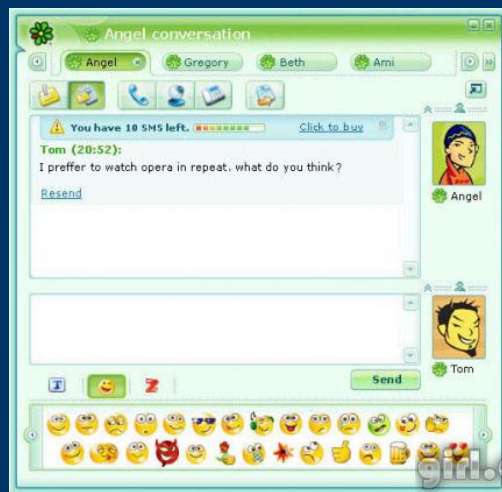 Angel conversation
Angel
Gregory
Beth
Ami
You have 10 SMS left.
Click to buy
Tom (20:52):
I preffer to watch opera in repeat. what do you think?
Resend
Angel
Tom
T
Z
Send
girl.